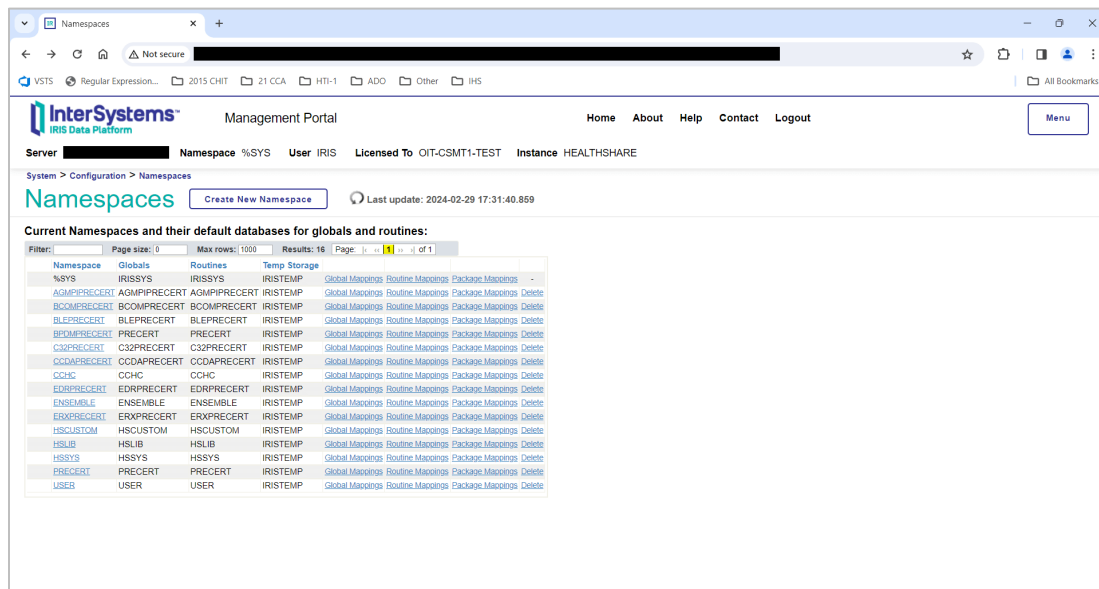 Namespaces
Not secure
VSTS Regular Expression... 2015 CHIT 21 CCA HTI-1 ADO Other IHS All Bookmarks
InterSystems™
IRIS Data Platform
Management Portal
Home About Help Contact Logout
Menu
Server Namespace %SYS User IRIS Licensed To OIT-CSMT1-TEST Instance HEALTHSHARE
System > Configuration > Namespaces
Namespaces Create New Namespace Last update: 2024-02-29 17:31:40.859
Current Namespaces and their default databases for globals and routines:
Filter: Page size: 0 Max rows: 1000 Results: 16 Page: |‹ ‹‹ 1 ›› ›| of 1
Namespace Globals Routines Temp Storage
%SYS IRISSYS IRISSYS IRISTEMP Global Mappings Routine Mappings Package Mappings -
AGMPIPRECERT AGMPIPRECERT AGMPIPRECERT IRISTEMP Global Mappings Routine Mappings Package Mappings Delete
BCOMPRECERT BCOMPRECERT BCOMPRECERT IRISTEMP Global Mappings Routine Mappings Package Mappings Delete
BLEPRECERT BLEPRECERT BLEPRECERT IRISTEMP Global Mappings Routine Mappings Package Mappings Delete
BPDMPRECERT PRECERT PRECERT IRISTEMP Global Mappings Routine Mappings Package Mappings Delete
C32PRECERT C32PRECERT C32PRECERT IRISTEMP Global Mappings Routine Mappings Package Mappings Delete
CCDAPRECERT CCDAPRECERT CCDAPRECERT IRISTEMP Global Mappings Routine Mappings Package Mappings Delete
CCHC CCHC CCHC IRISTEMP Global Mappings Routine Mappings Package Mappings Delete
EDRPRECERT EDRPRECERT EDRPRECERT IRISTEMP Global Mappings Routine Mappings Package Mappings Delete
ENSEMBLE ENSEMBLE ENSEMBLE IRISTEMP Global Mappings Routine Mappings Package Mappings Delete
ERXPRECERT ERXPRECERT ERXPRECERT IRISTEMP Global Mappings Routine Mappings Package Mappings Delete
HSCUSTOM HSCUSTOM HSCUSTOM IRISTEMP Global Mappings Routine Mappings Package Mappings Delete
HSLIB HSLIB HSLIB IRISTEMP Global Mappings Routine Mappings Package Mappings Delete
HSSYS HSSYS HSSYS IRISTEMP Global Mappings Routine Mappings Package Mappings Delete
PRECERT PRECERT PRECERT IRISTEMP Global Mappings Routine Mappings Package Mappings Delete
USER USER USER IRISTEMP Global Mappings Routine Mappings Package Mappings Delete